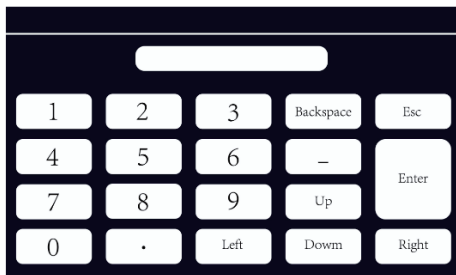 1 2 3 Backspace Esc
4 5 6 –
Enter
7 8 9 Up
0 . Left Dowm Right